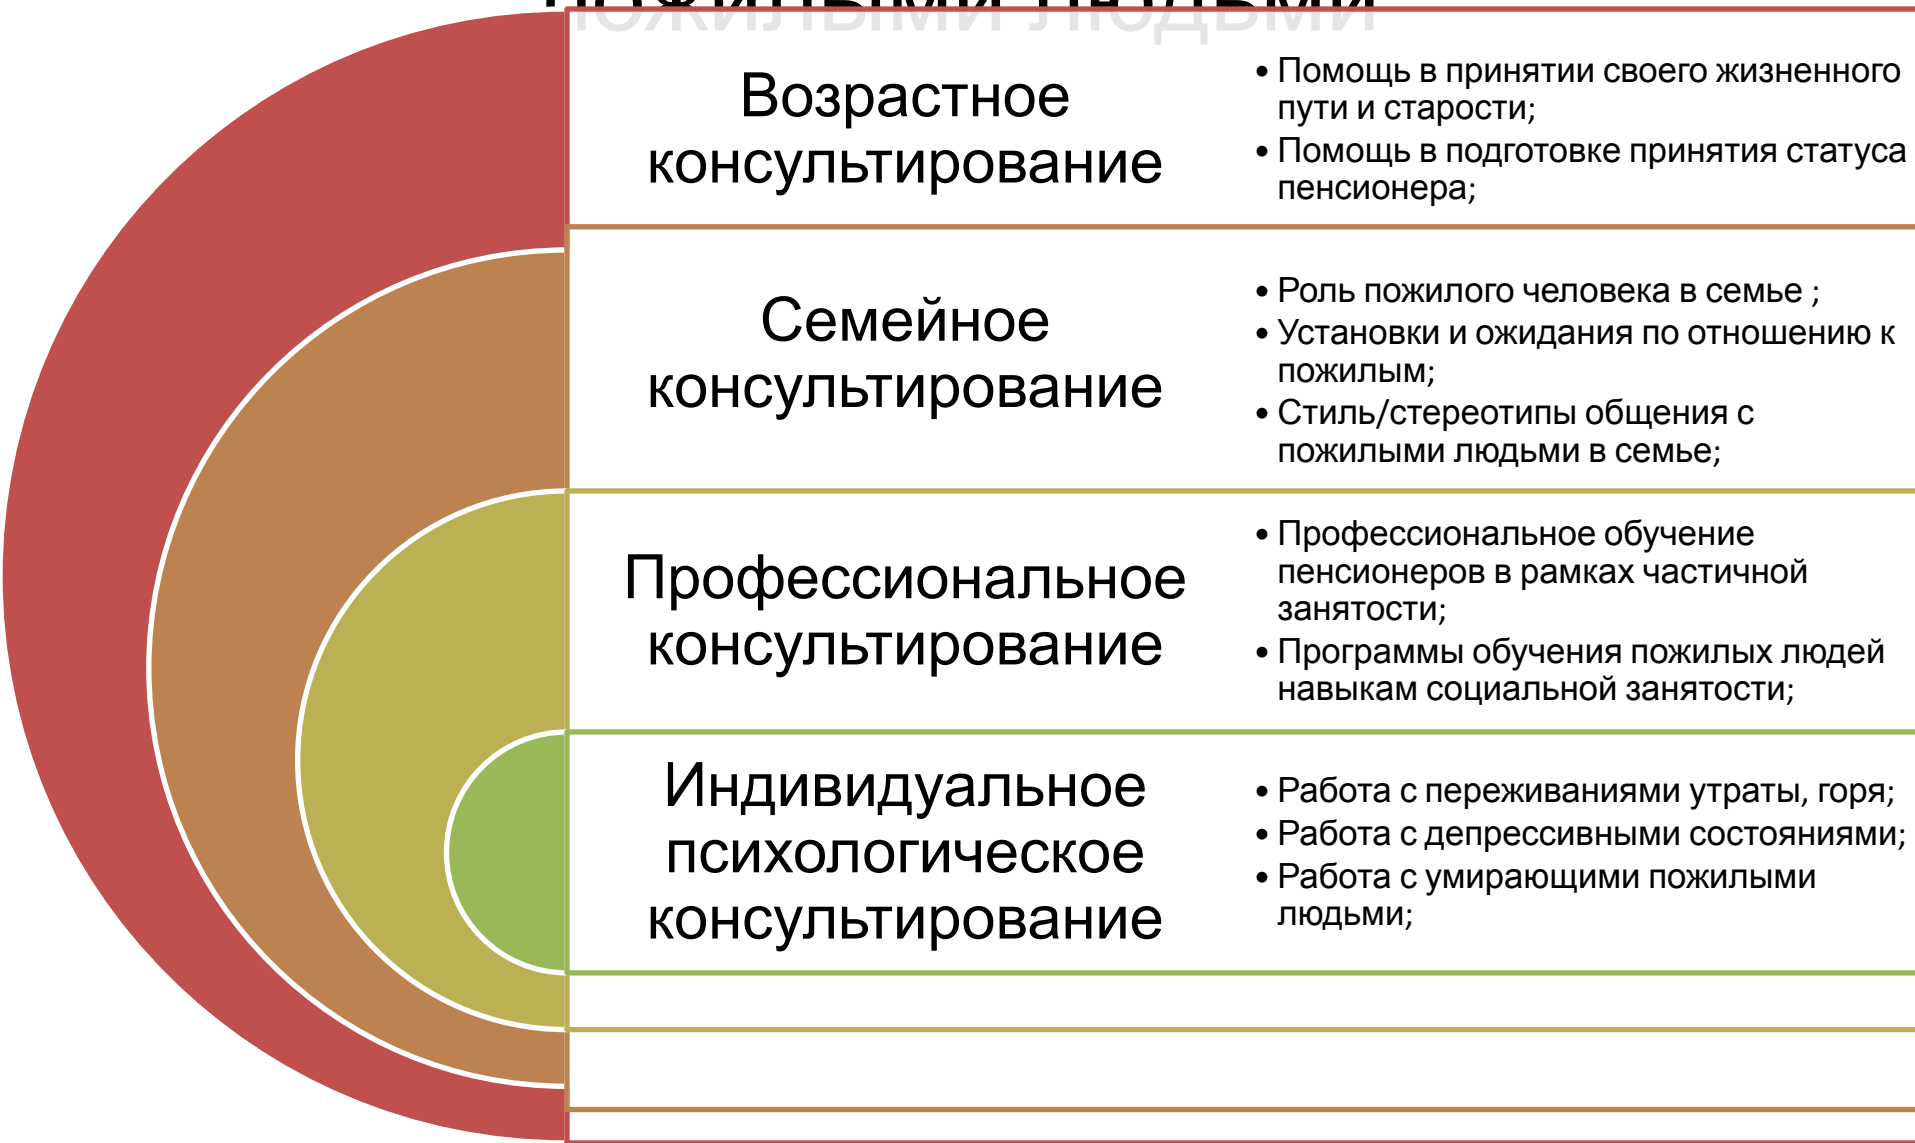 пожилыми людьми
Возрастное
консультирование
• Помощь в принятии своего жизненного
пути и старости;
• Помощь в подготовке принятия статуса
пенсионера;
Семейное
консультирование
• Роль пожилого человека в семье ;
• Установки и ожидания по отношению к
пожилым;
• Стиль/стереотипы общения с
пожилыми людьми в семье;
Профессиональное
консультирование
• Профессиональное обучение
пенсионеров в рамках частичной
занятости;
• Программы обучения пожилых людей
навыкам социальной занятости;
Индивидуальное
психологическое
консультирование
• Работа с переживаниями утраты, горя;
• Работа с депрессивными состояниями;
• Работа с умирающими пожилыми
людьми;